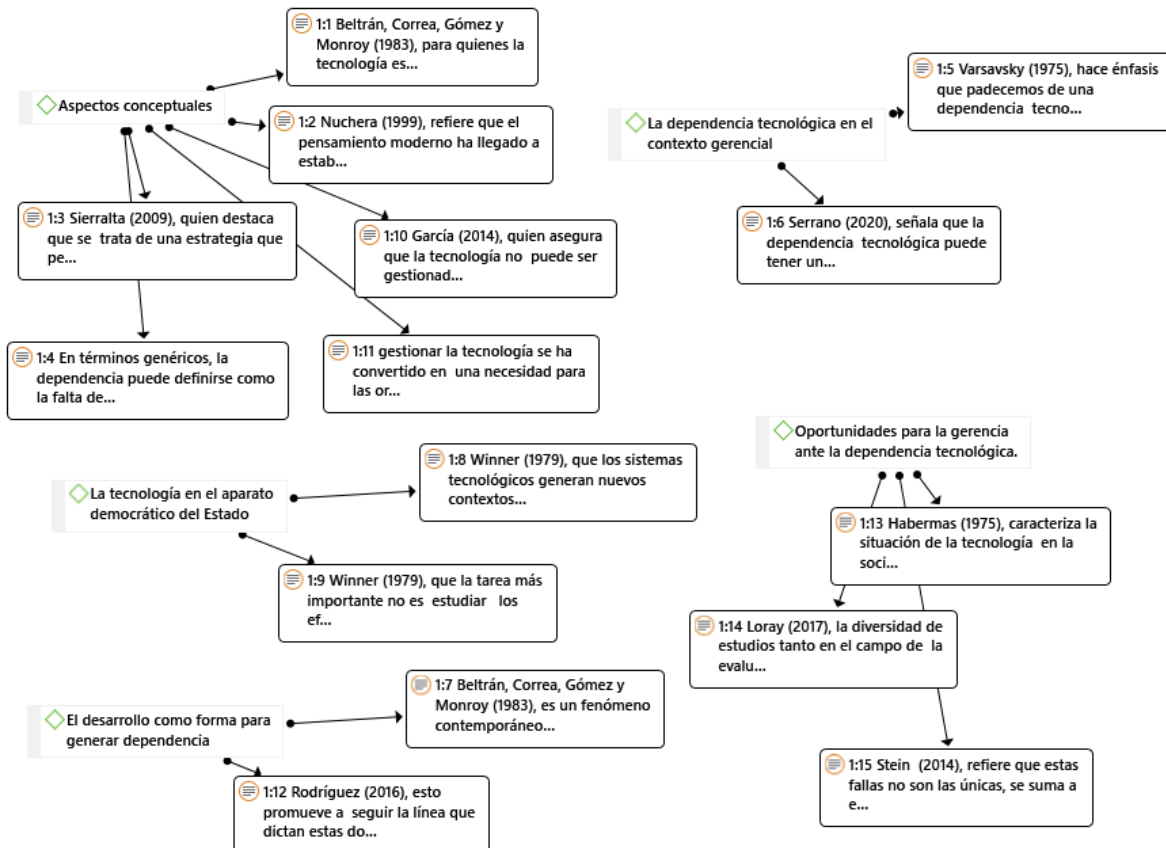 1:1 Beltrán, Correa, Gómez y
Monroy (1983), para quienes la
tecnología es...
Aspectos conceptuales
1:2 Nuchera (1999), refiere que el
pensamiento moderno ha llegado a
estab...
1:3 Sierralta (2009), quien destaca
que se trata de una estrategia que
pe...
1:10 García (2014), quien asegura
que la tecnología no puede ser
gestionad...
1:4 En términos genéricos, la
dependencia puede definirse como
la falta de...
1:11 gestionar la tecnología se ha
convertido en una necesidad para
las or...
1:5 Varsavsky (1975), hace énfasis
que padecemos de una
dependencia tecno...
La dependencia tecnológica en el
contexto gerencial
1:6 Serrano (2020), señala que la
dependencia tecnológica puede
tener un...
Oportunidades para la gerencia
ante la dependencia tecnológica.
1:13 Habermas (1975), caracteriza la
situación de la tecnología en la
soci...
1:14 Loray (2017), la diversidad de
estudios tanto en el campo de la
evalu...
1:15 Stein (2014), refiere que estas
fallas no son las únicas, se suma a
e...
1:8 Winner (1979), que los sistemas
tecnológicos generan nuevos
contextos...
La tecnología en el aparato
democrático del Estado
1:9 Winner (1979), que la tarea más
importante no es estudiar los
ef...
1:7 Beltrán, Correa, Gómez y
Monroy (1983), es un fenómeno
contemporáneo...
El desarrollo como forma para
generar dependencia
1:12 Rodríguez (2016), esto
promueve a seguir la línea que
dictan estas do...